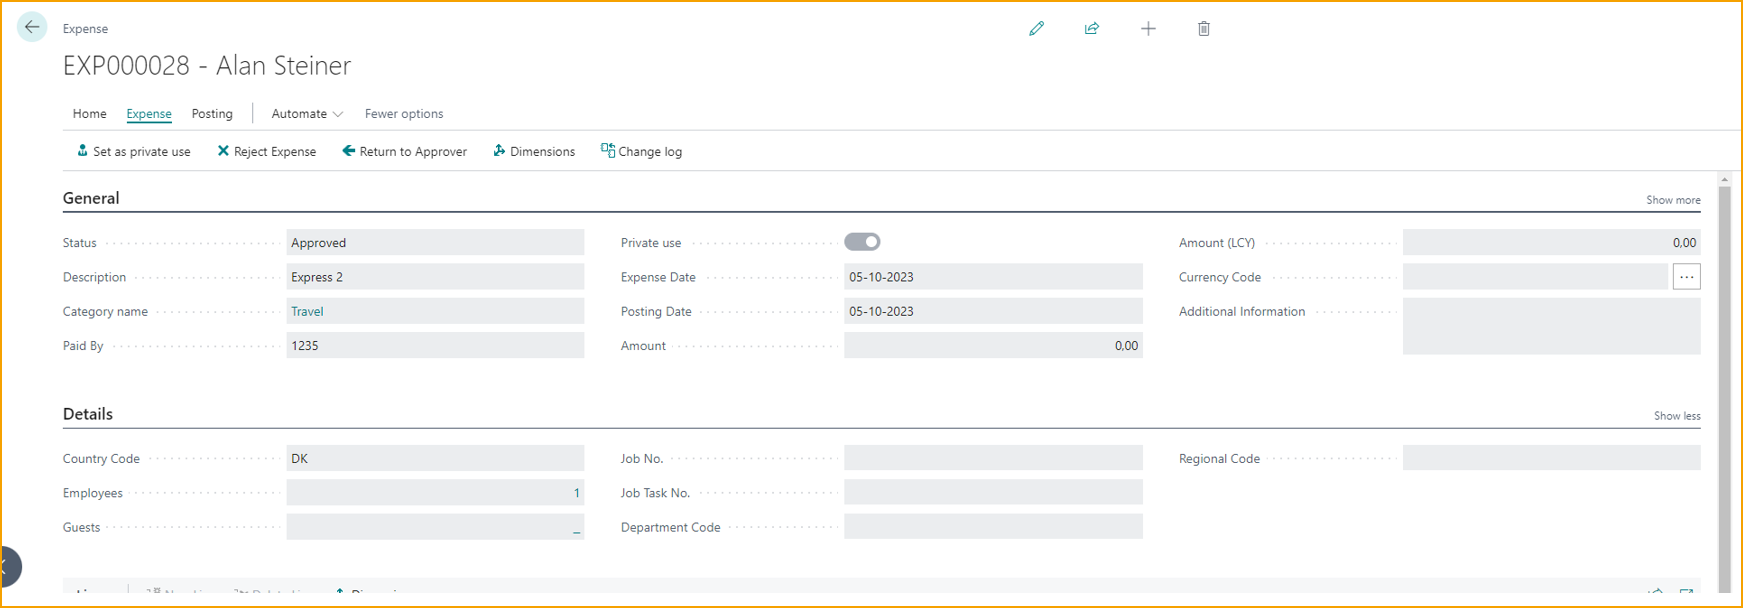 Expense
EXP000028 - Alan Steiner
Home Expense Posting Automate Fewer options
Set as private use Reject Expense Return to Approver Dimensions Change log
General Show more
Status Approved Private use Amount (LCY) 0,00
Description Express 2 Expense Date 05-10-2023 Currency Code ...
Category name Travel Posting Date 05-10-2023 Additional Information
Paid By 1235 Amount 0,00
Details Show less
Country Code DK Job No. Regional Code
Employees 1 Job Task No.
Guests _ Department Code